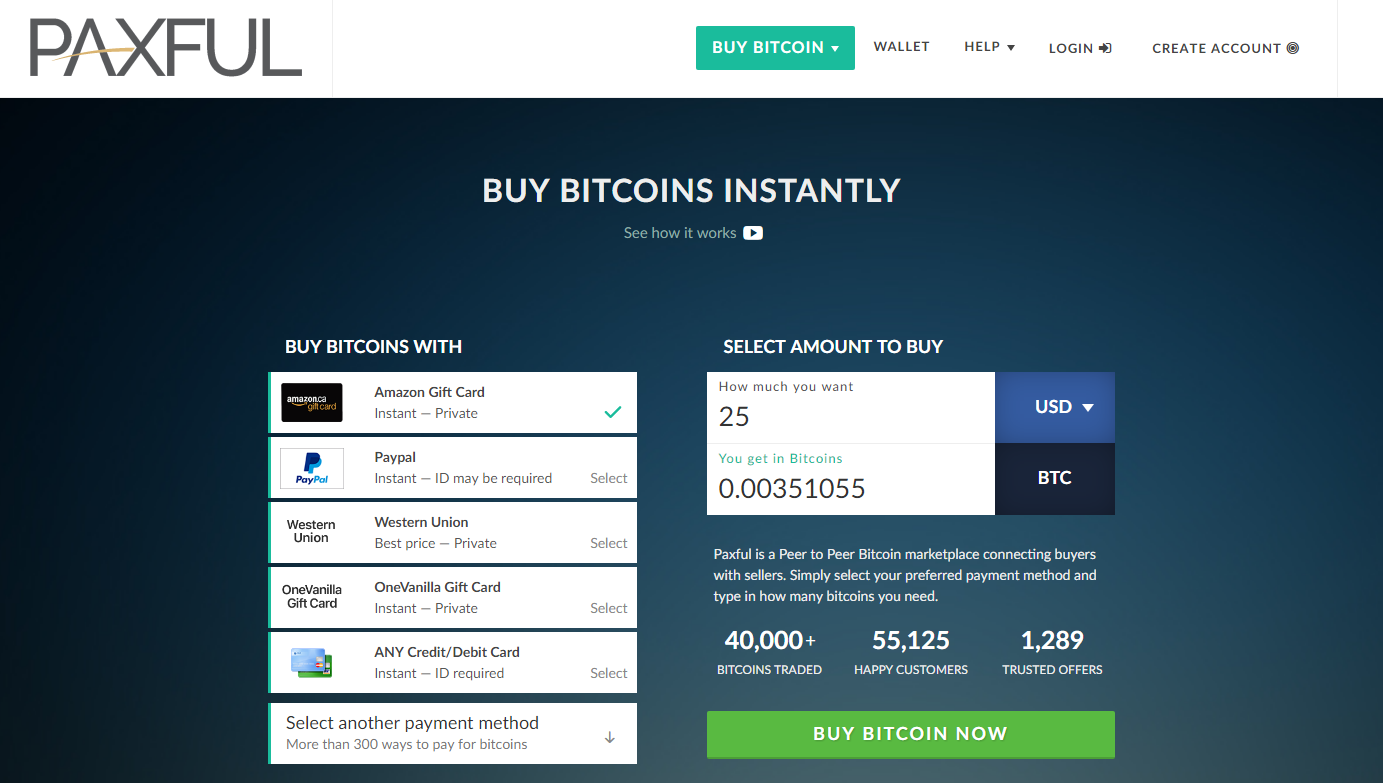 PAXFUL
BUY BITCOIN
WALLET
HELP
LOGIN
CREATE ACCOUNT
BUY BITCOINS INSTANTLY
See how it works
BUY BITCOINS WITH
amazon.ca
gift card
Amazon Gift Card
Instant — Private
PayPal
Paypal
Instant — ID may be required
Select
Western
Union
Western Union
Best price — Private
Select
OneVanilla
Gift Card
OneVanilla Gift Card
Instant — Private
Select
ANY Credit/Debit Card
Instant — ID required
Select
Select another payment method
More than 300 ways to pay for bitcoins
SELECT AMOUNT TO BUY
How much you want
25
USD
You get in Bitcoins
0.00351055
BTC
Paxful is a Peer to Peer Bitcoin marketplace connecting buyers
with sellers. Simply select your preferred payment method and
type in how many bitcoins you need.
40,000+
BITCOINS TRADED
55,125
HAPPY CUSTOMERS
1,289
TRUSTED OFFERS
BUY BITCOIN NOW